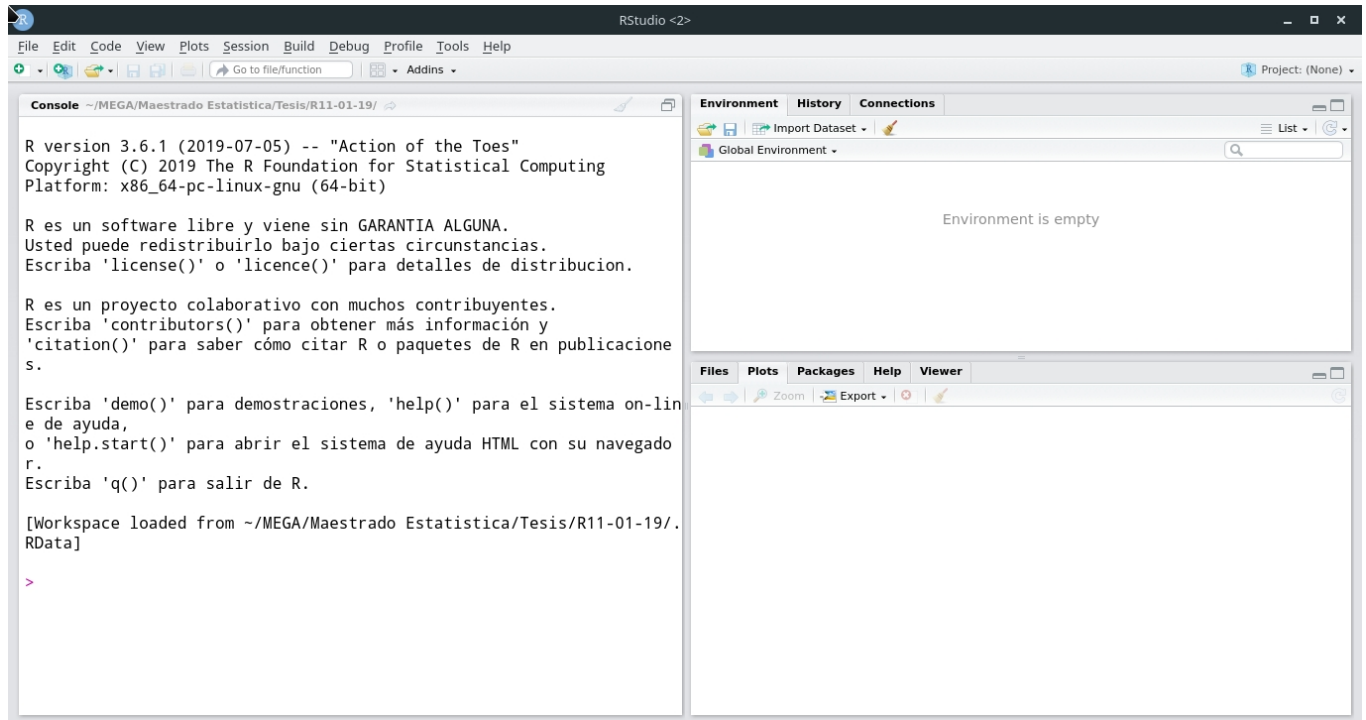 RStudio <2>
File Edit Code View Plots Session Build Debug Profile Tools Help
Go to file/function Addins Project: (None)
Console ~/MEGA/Maestrado Estatistica/Tesis/R11-01-19/
R version 3.6.1 (2019-07-05) -- "Action of the Toes"
Copyright (C) 2019 The R Foundation for Statistical Computing
Platform: x86_64-pc-linux-gnu (64-bit)
R es un software libre y viene sin GARANTIA ALGUNA.
Usted puede redistribuirlo bajo ciertas circunstancias.
Escriba 'license()' o 'licence()' para detalles de distribucion.
R es un proyecto colaborativo con muchos contribuyentes.
Escriba 'contributors()' para obtener más información y
'citation()' para saber cómo citar R o paquetes de R en publicacione
s.
Escriba 'demo()' para demostraciones, 'help()' para el sistema on-lin
e de ayuda,
o 'help.start()' para abrir el sistema de ayuda HTML con su navegado
r.
Escriba 'q()' para salir de R.
[Workspace loaded from ~/MEGA/Maestrado Estatistica/Tesis/R11-01-19/.
RData]
>
Environment History Connections
Import Dataset List
Global Environment
Environment is empty
Files Plots Packages Help Viewer
Zoom Export